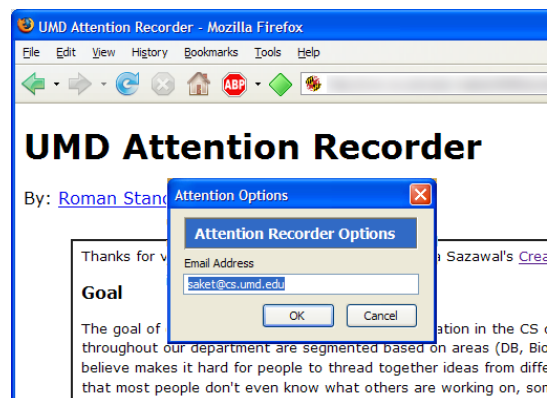 UMD Attention Recorder - Mozilla Firefox
File Edit View History Bookmarks Tools Help
ABP
UMD Attention Recorder
By: Roman Stan
Attention Options
Attention Recorder Options
Email Address
saket@cs.umd.edu
OK Cancel
Thanks for v a Sazawal's Crea
Goal
The goal of ation in the CS
throughout our department are segmented based on areas (DB, Bio
believe makes it hard for people to thread together ideas from diffe
that most people don't even know what others are working on, son